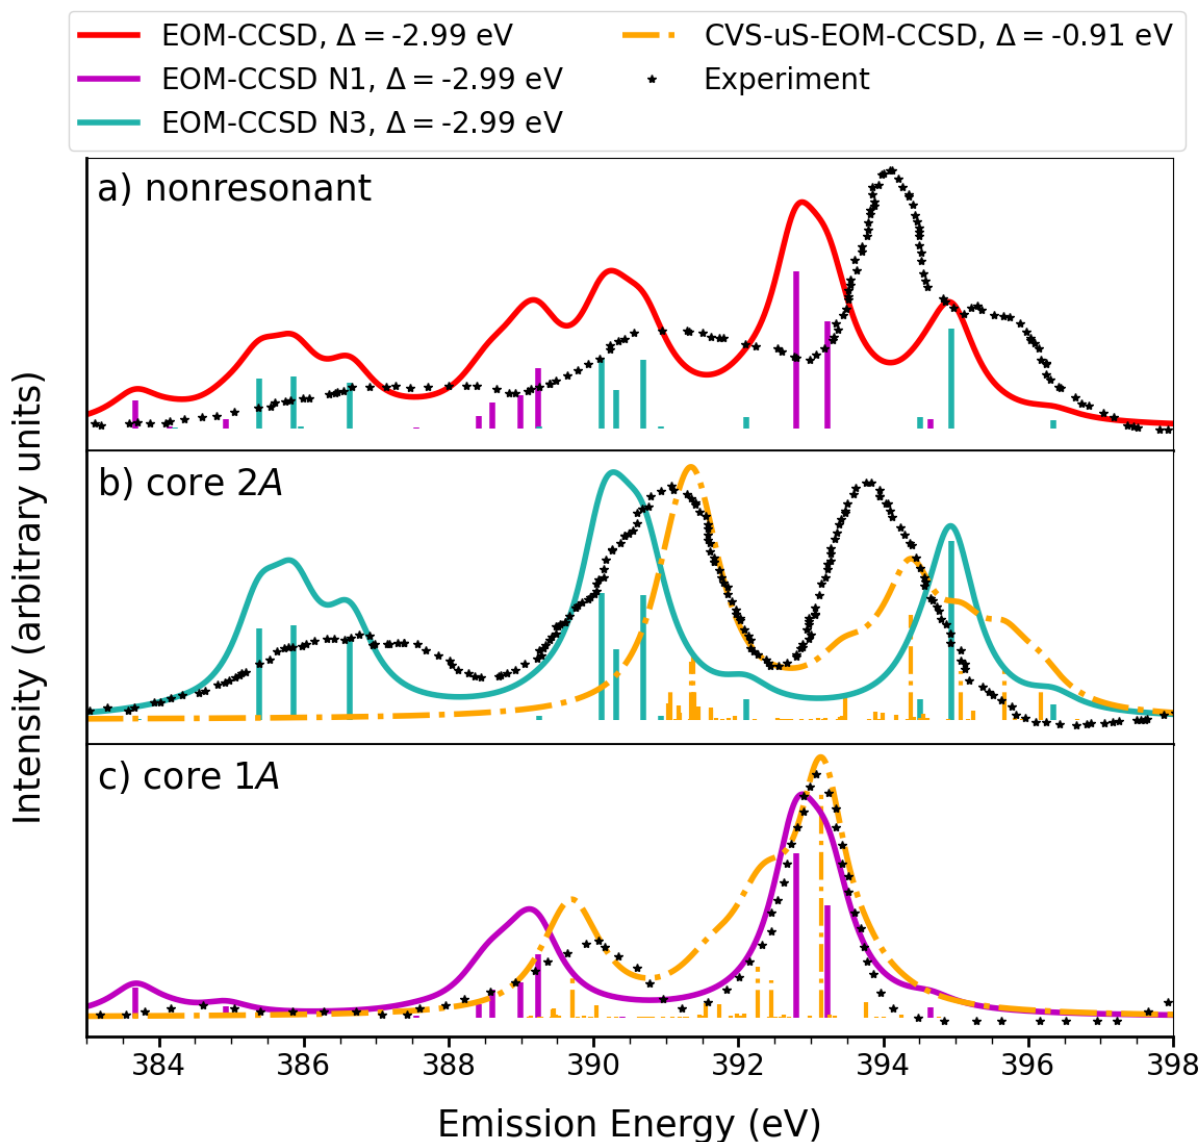 EOM-CCSD, Δ = -2.99 eV
EOM-CCSD N1, Δ = -2.99 eV
EOM-CCSD N3, Δ = -2.99 eV
CVS-uS-EOM-CCSD, Δ = -0.91 eV
Experiment
a) nonresonant
b) core 2A
c) core 1A
Intensity (arbitrary units)
384 386 388 390 392 394 396 398
Emission Energy (eV)